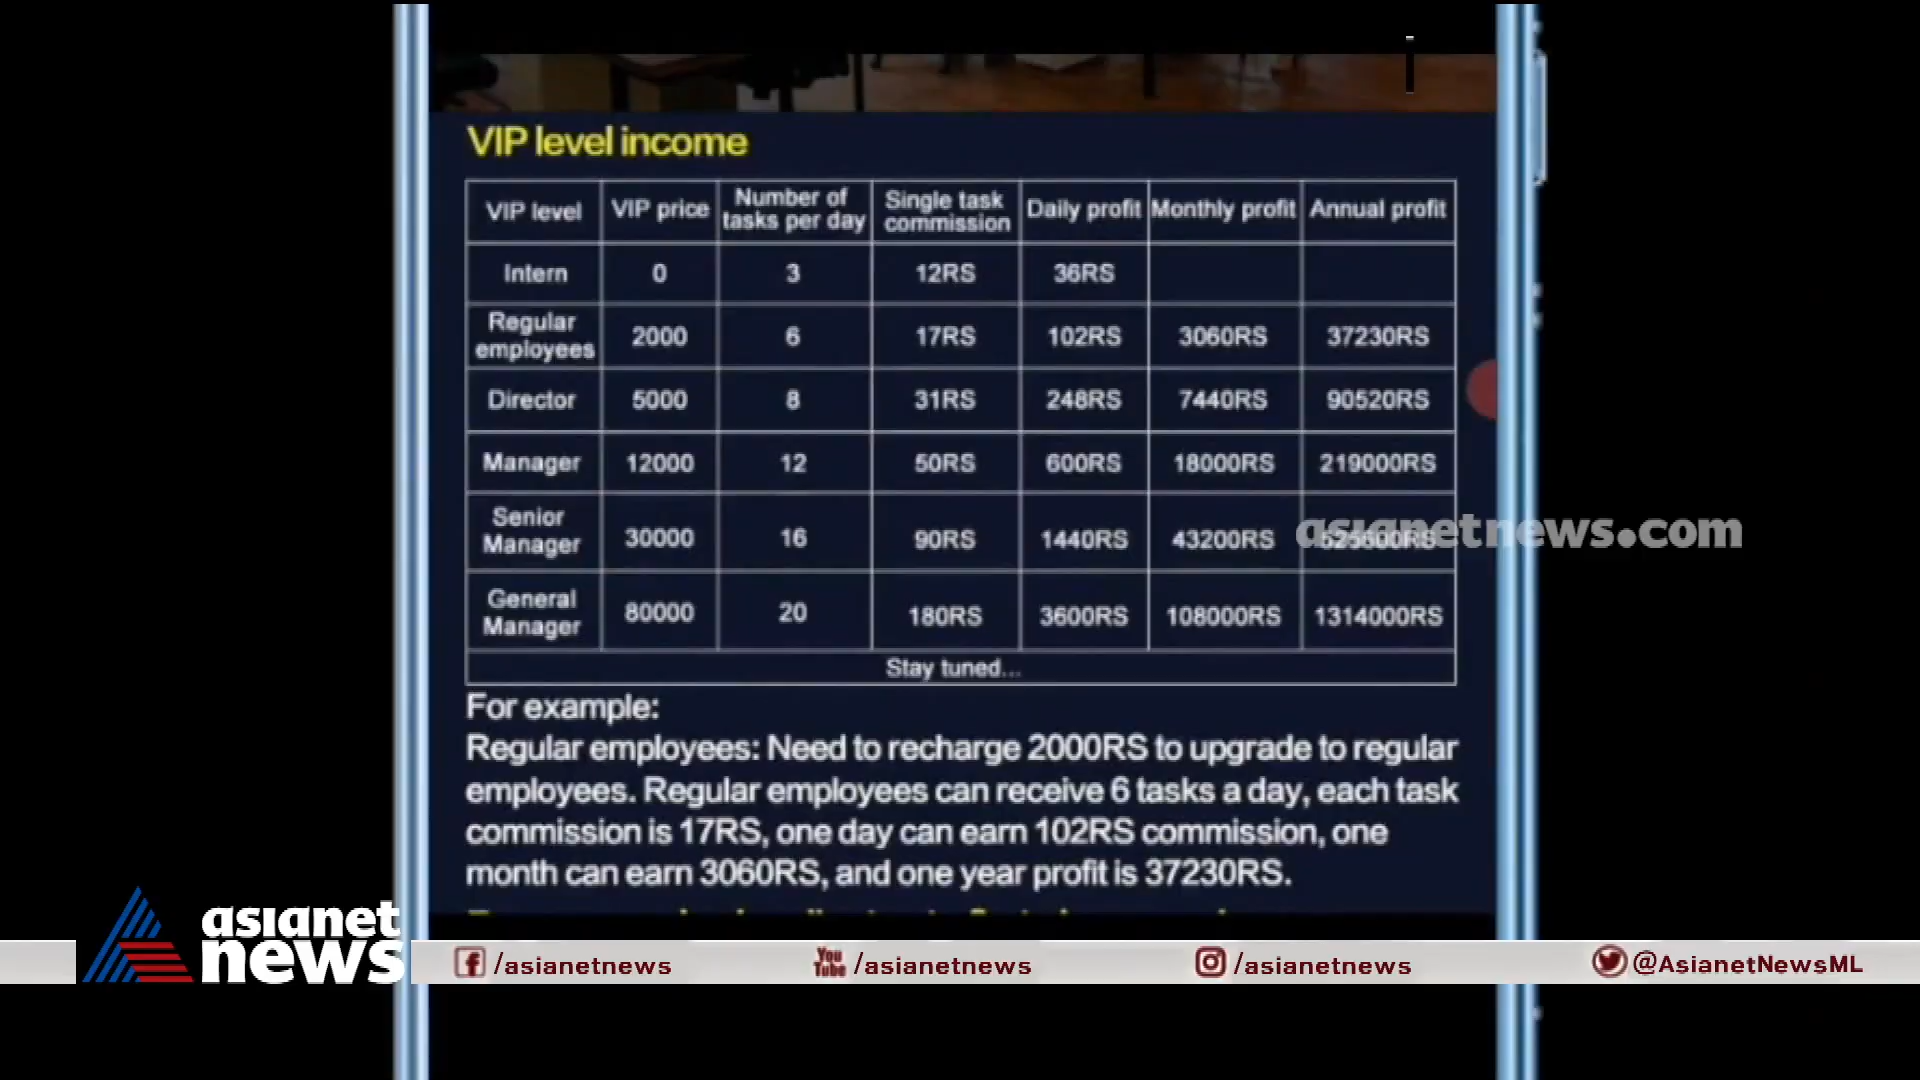 VIP level income
VIP level VIP price Number of tasks per day Single task commission Daily profit Monthly profit Annual profit
Intern 0 3 12RS 36RS
Regular employees 2000 6 17RS 102RS 3060RS 37230RS
Director 5000 8 31RS 248RS 7440RS 90520RS
Manager 12000 12 50RS 600RS 18000RS 219000RS
Senior Manager 30000 16 90RS 1440RS 43200RS 525600RS
asianetnews.com
General Manager 80000 20 180RS 3600RS 108000RS 1314000RS
Stay tuned...
For example:
Regular employees: Need to recharge 2000RS to upgrade to regular
employees. Regular employees can receive 6 tasks a day, each task
commission is 17RS, one day can earn 102RS commission, one
month can earn 3060RS, and one year profit is 37230RS.
asianet
news
/asianetnews
You
Tube
/asianetnews
/asianetnews
@AsianetNewsML